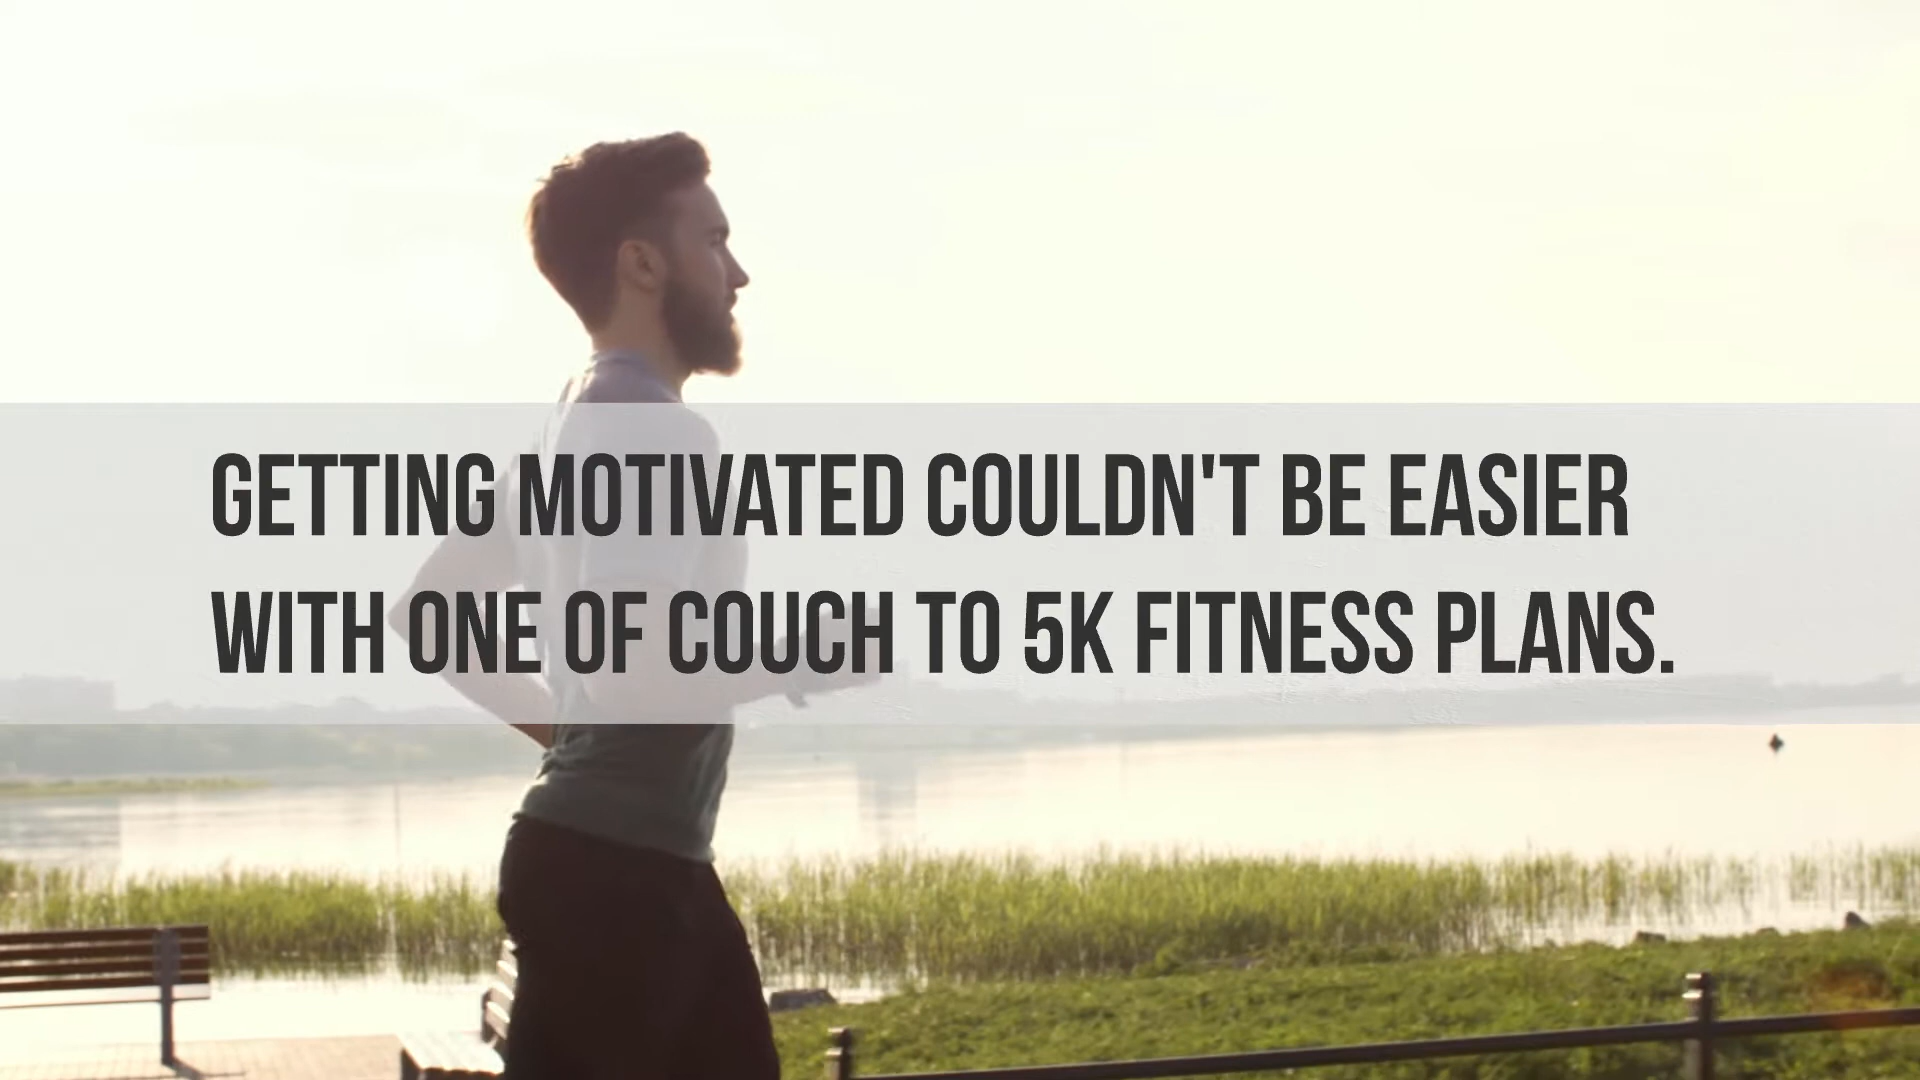 GETTING MOTIVATED COULDN'T BE EASIER
WITH ONE OF COUCH TO 5K FITNESS PLANS.